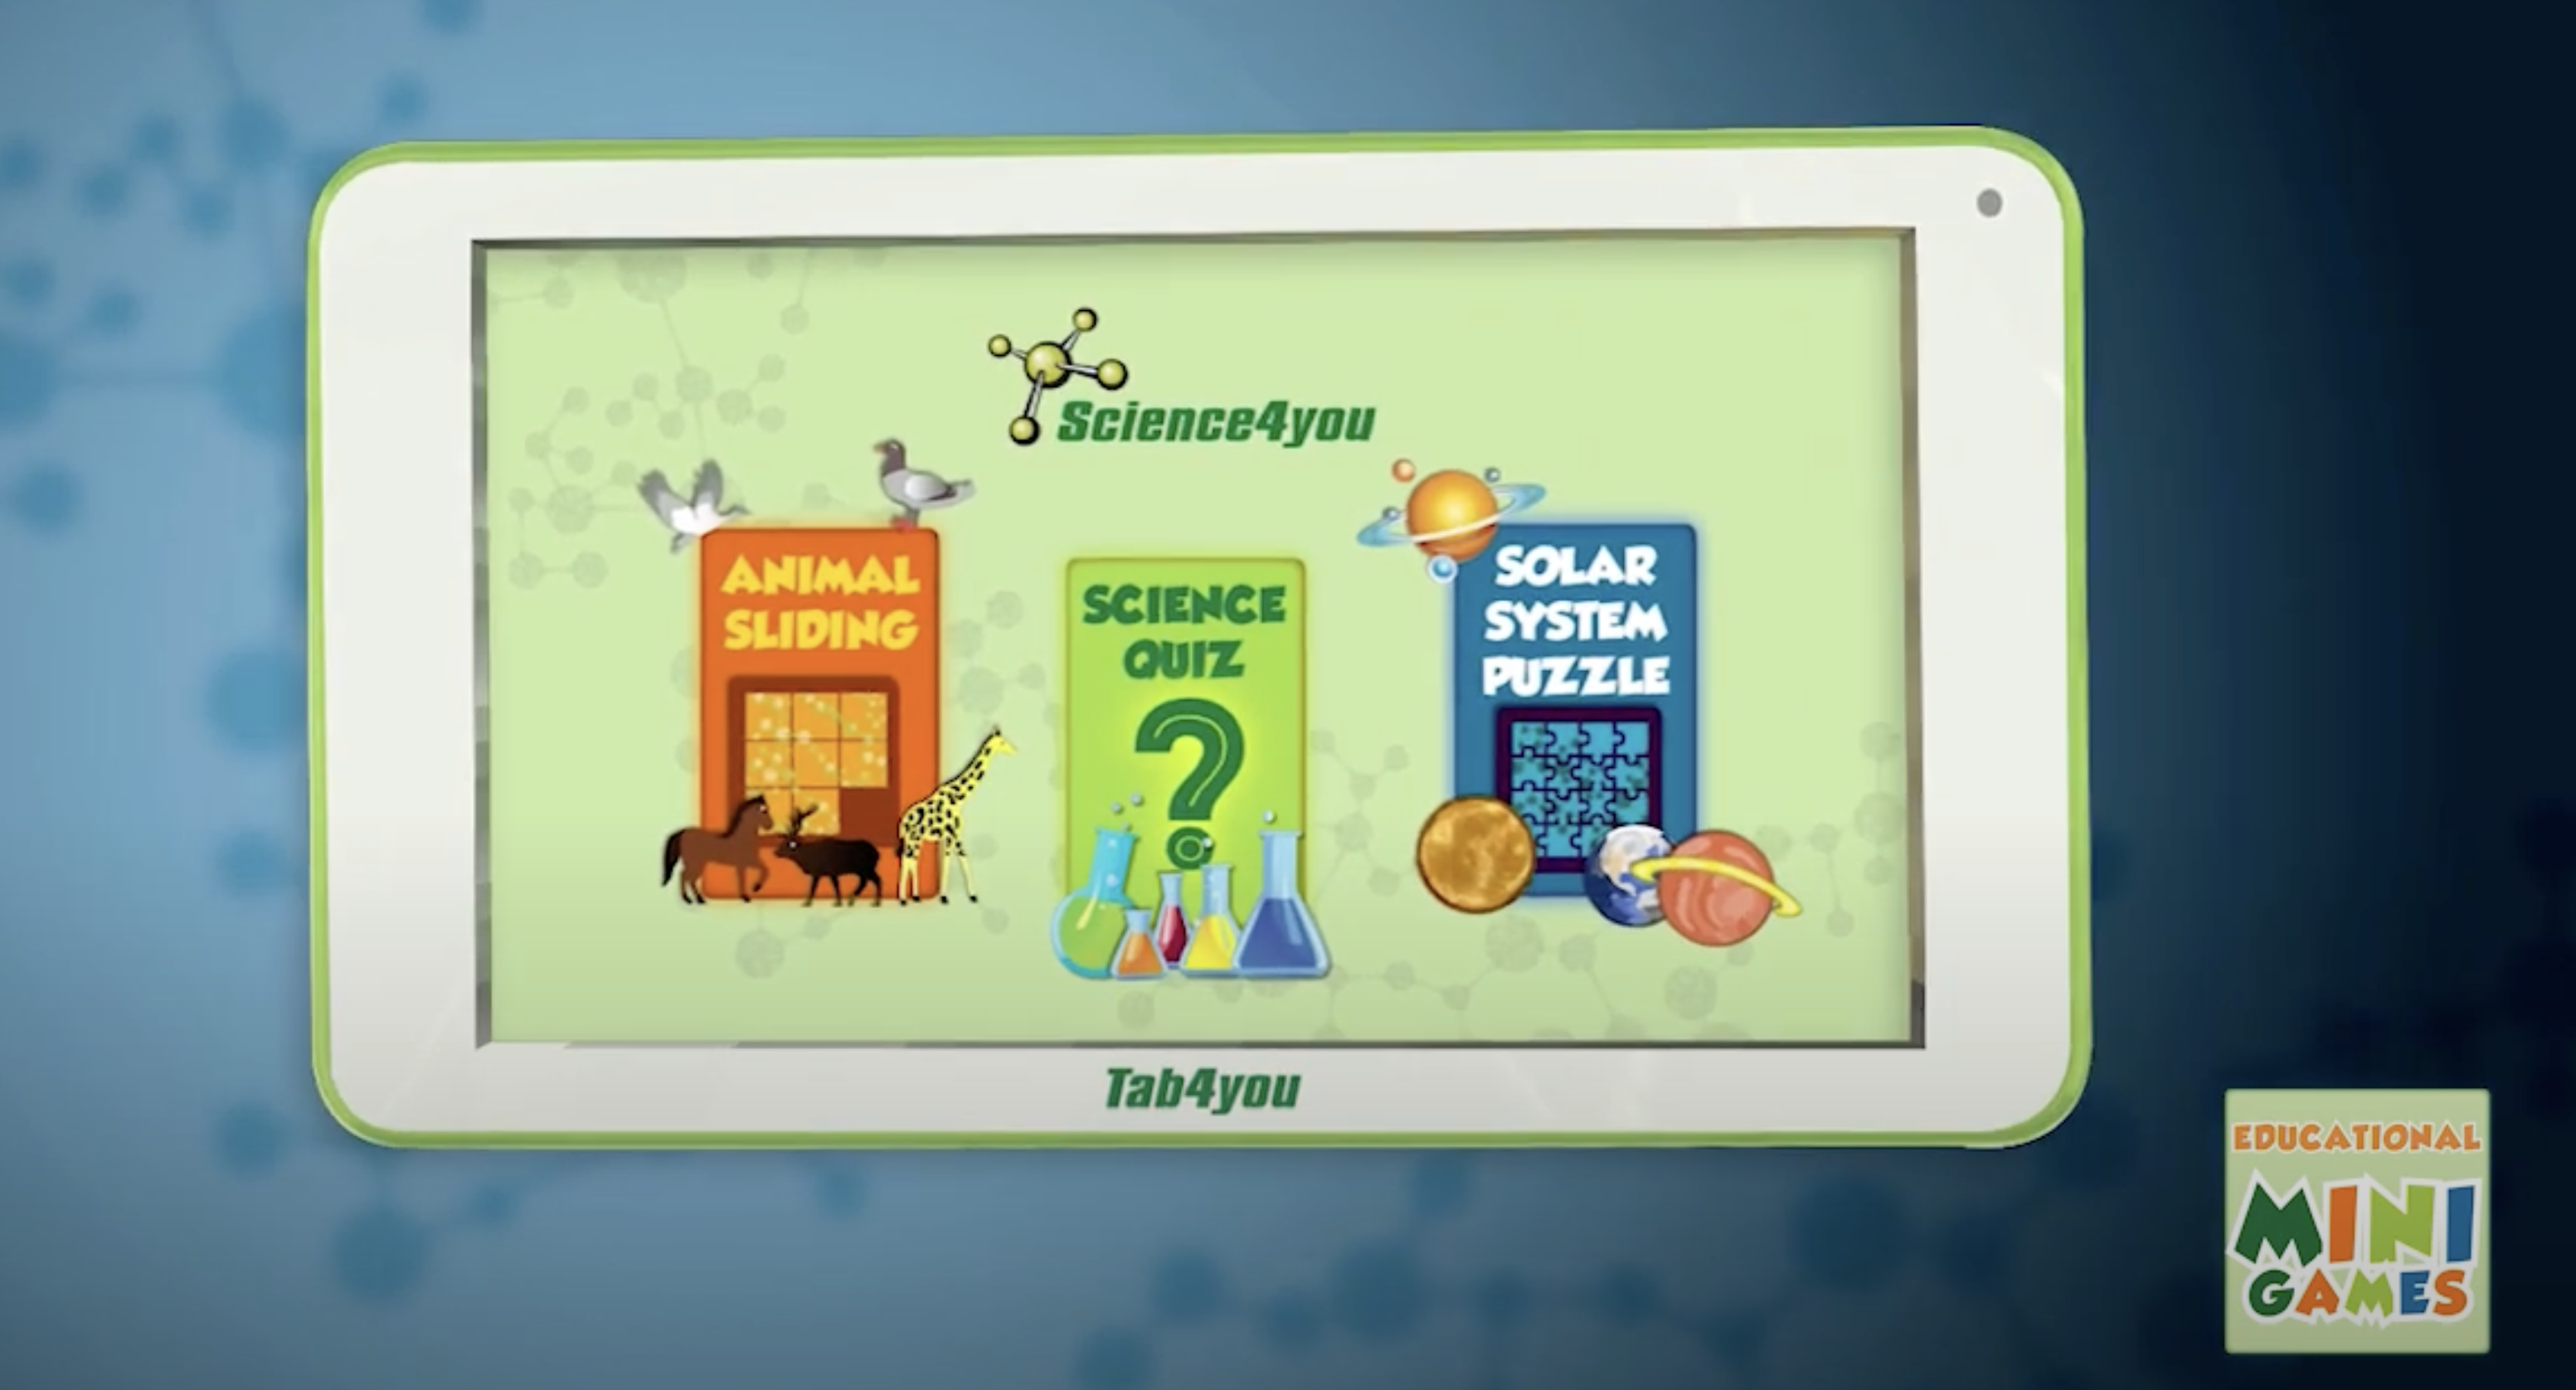 Science4you
ANIMAL
SLIDING
SCIENCE
QUIZ
?
SOLAR
SYSTEM
PUZZLE
Tab4you
EDUCATIONAL
MINI
GAMES